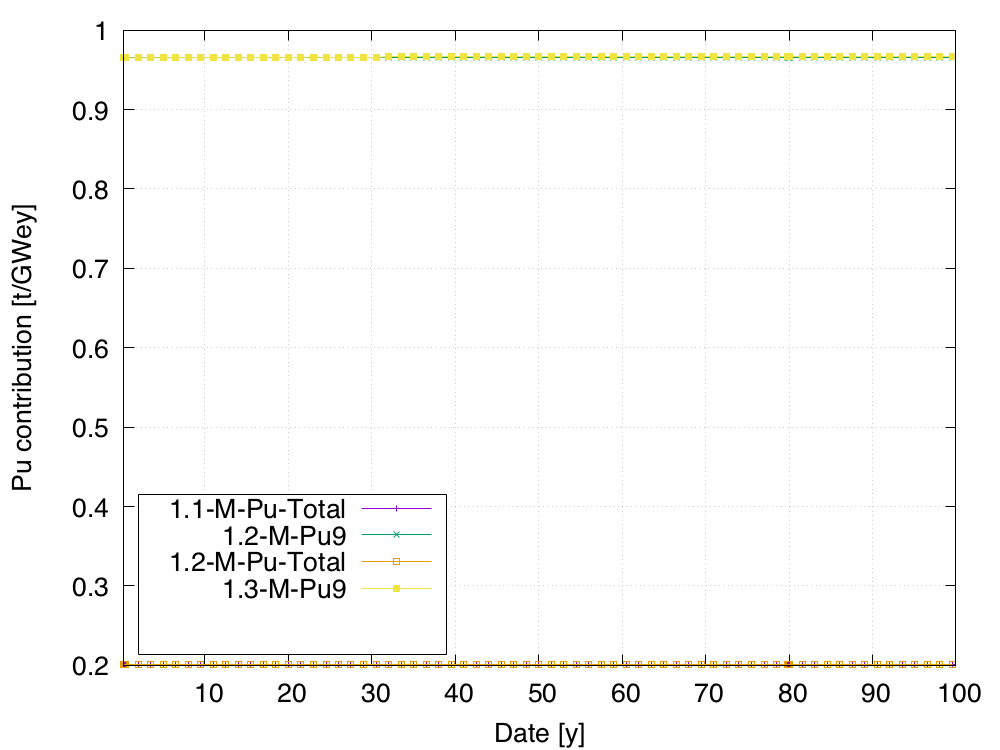 1
0.9
0.8
0.7
0.6
0.5
0.4
0.3
0.2
Pu contribution [t/GWey]
1.1-M-Pu-Total
1.2-M-Pu9
1.2-M-Pu-Total
1.3-M-Pu9
10 20 30 40 50 60 70 80 90 100
Date [y]